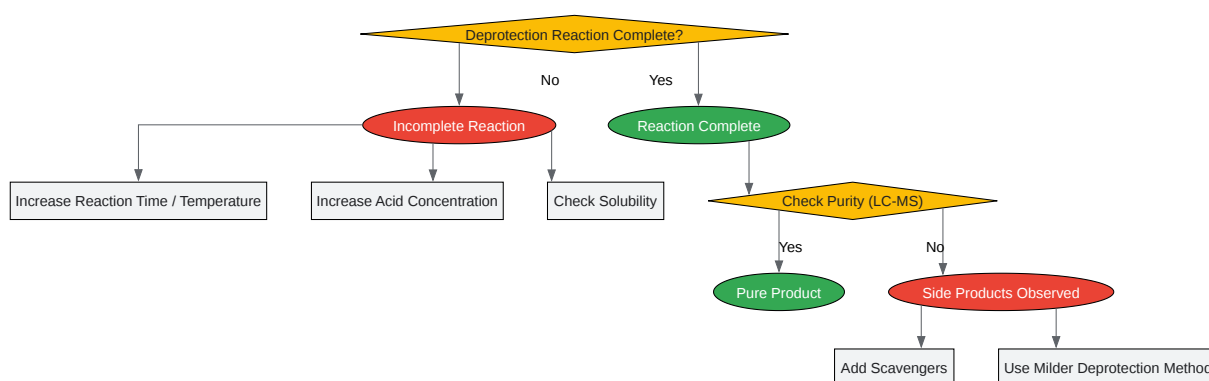 Deprotection Reaction Complete?
No
Yes
Incomplete Reaction
Reaction Complete
Increase Reaction Time / Temperature
Increase Acid Concentration
Check Solubility
Check Purity (LC-MS)
Yes
No
Pure Product
Side Products Observed
Add Scavengers
Use Milder Deprotection Method